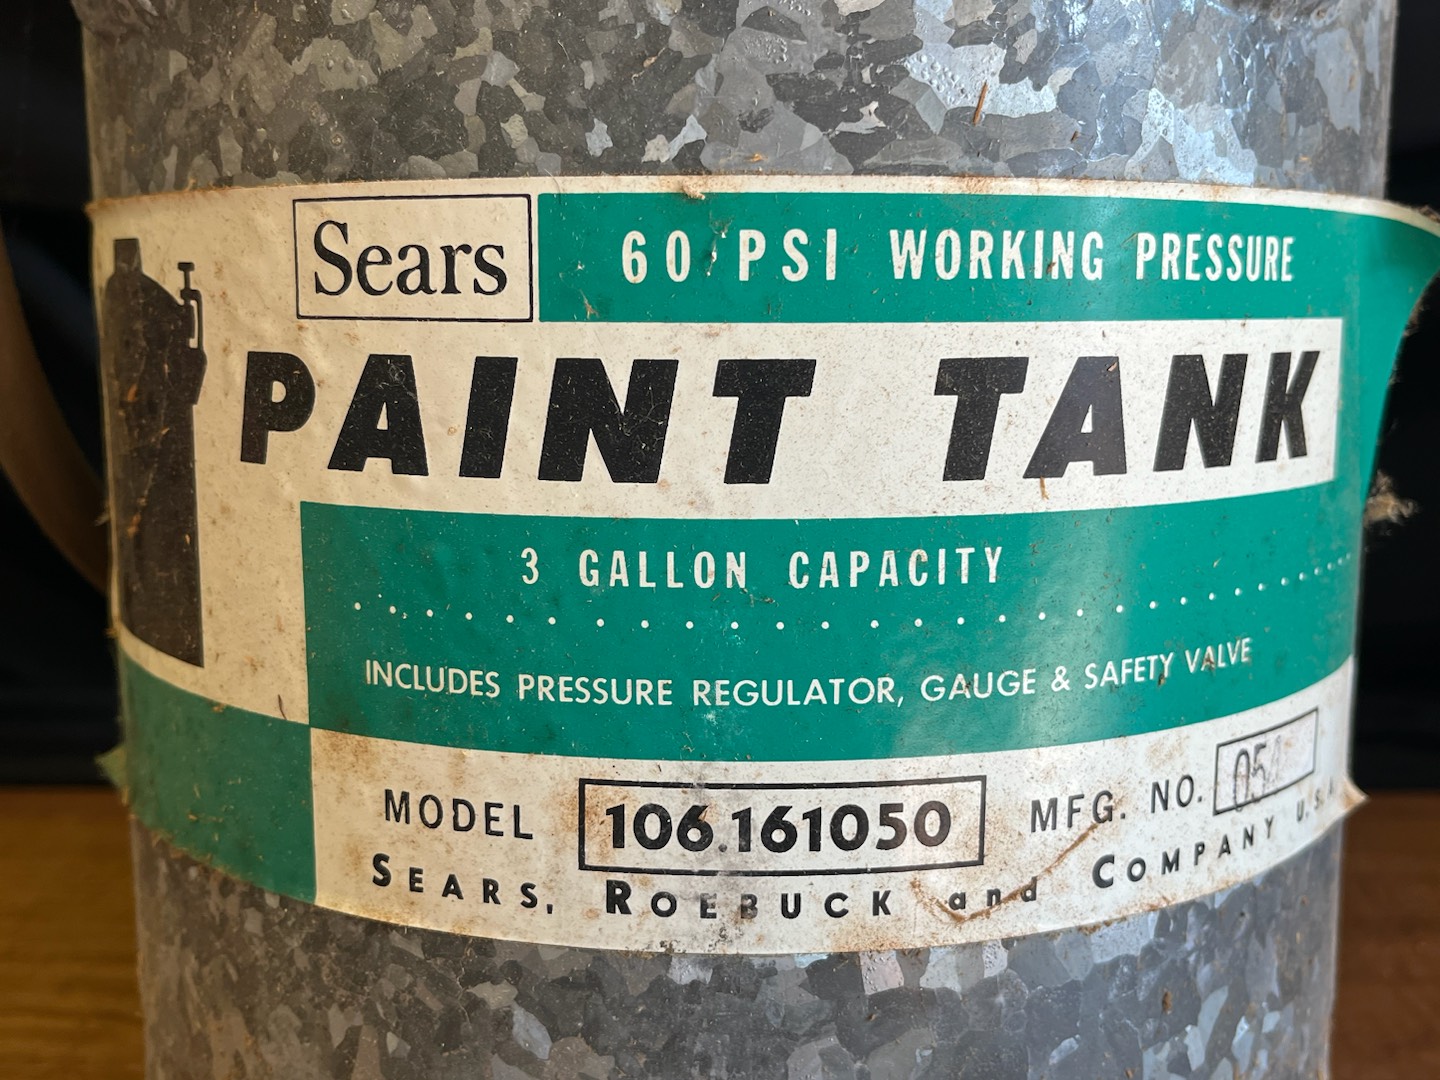 Sears
60 PSI WORKING PRESSURE
PAINT TANK
3 GALLON CAPACITY
INCLUDES PRESSURE REGULATOR, GAUGE & SAFETY VALVE
MODEL 106.161050 MFG. NO.
SEARS, ROEBUCK and COMPANY U.S.A.